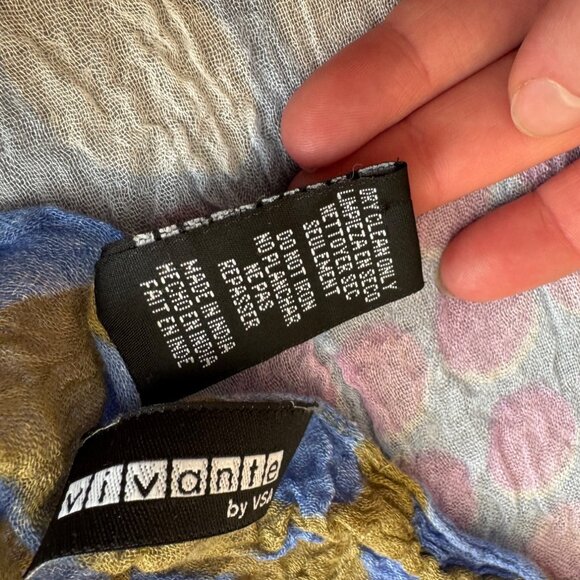 DRY CLEAN ONLY
LIMPIEZA EN SECO
NETTOYER SEC
SEULEMENT
DO NOT IRON
NO PLANCHAR
NE PAS
REPASSER
MADE IN INDIA
HECHO EN INDIA
FAIT EN INDE
vivante
by VSA